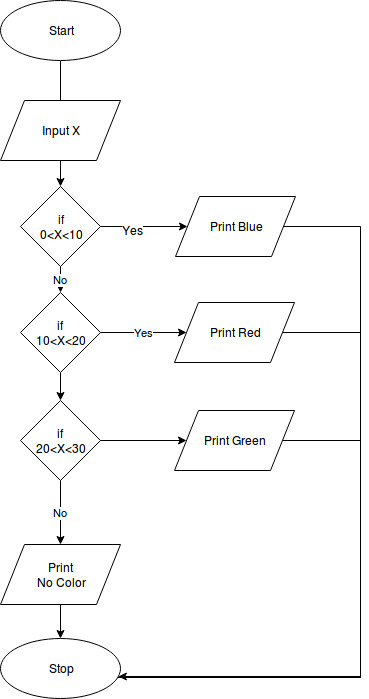 Start
Input X
if
0<X<10
Yes
Print Blue
No
if
10<X<20
Yes
Print Red
if
20<X<30
Print Green
No
Print
No Color
Stop